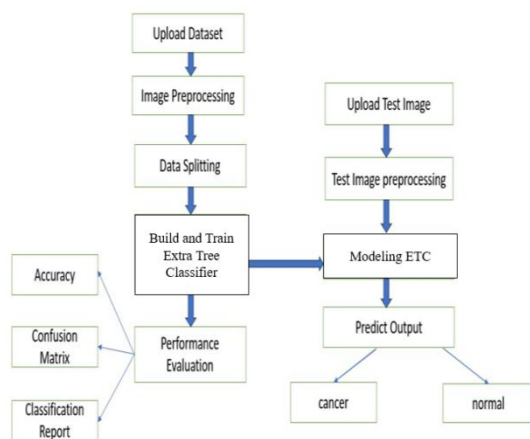 Upload Dataset
Image Preprocessing
Data Splitting
Build and Train
Extra Tree
Classifier
Performance
Evaluation
Accuracy
Confusion
Matrix
Classification
Report
Upload Test Image
Test Image preprocessing
Modeling ETC
Predict Output
cancer
normal